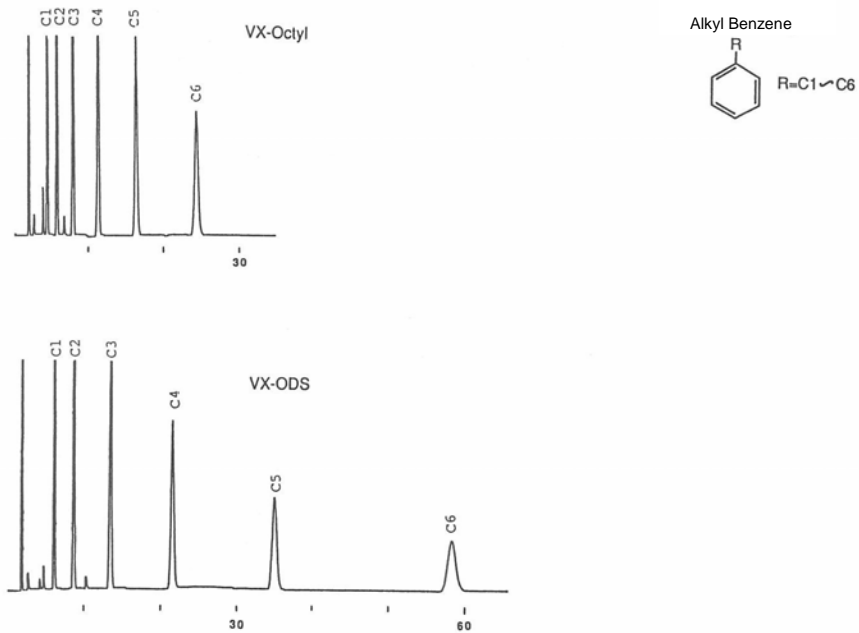 C1 C2 C3 C4 C5
VX-Octyl
C6
30
Alkyl Benzene
R
R=C1~C6
C1 C2 C3
VX-ODS
C4
C5
C6
30 60